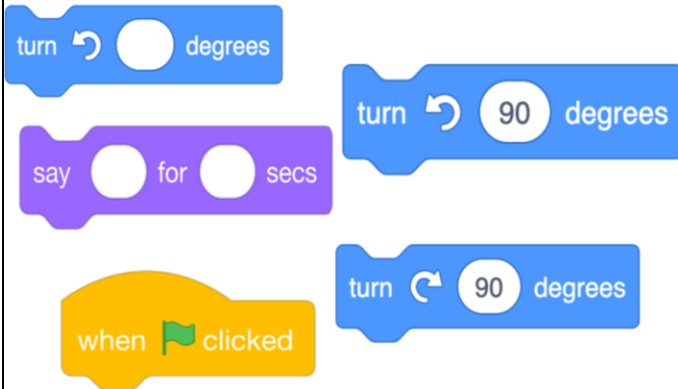 turn degrees
turn 90 degrees
say for secs
turn 90 degrees
when clicked